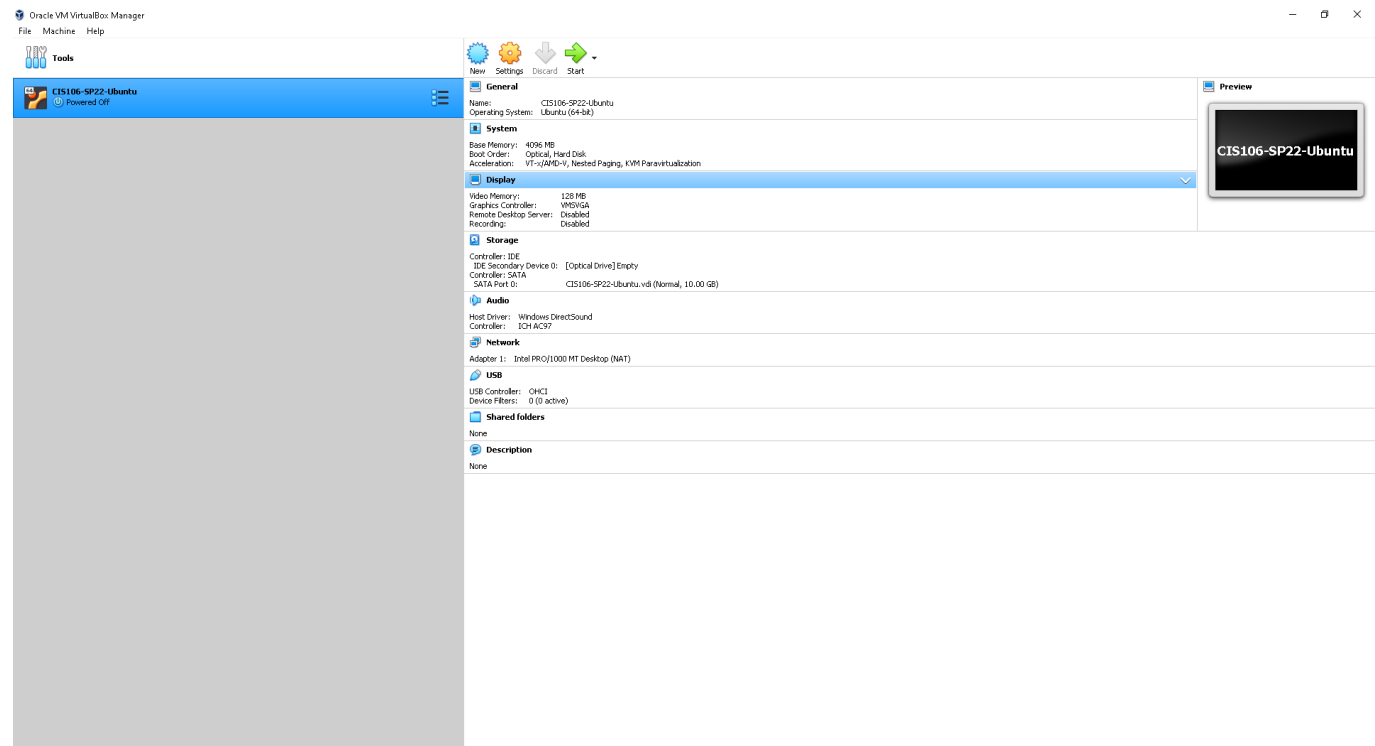 Oracle VM VirtualBox Manager
File Machine Help
Tools
New Settings Discard Start
64
CIS106-SP22-Ubuntu
Powered Off
General
Name: CIS106-SP22-Ubuntu
Operating System: Ubuntu (64-bit)
System
Base Memory: 4096 MB
Boot Order: Optical, Hard Disk
Acceleration: VT-x/AMD-V, Nested Paging, KVM Paravirtualization
Display
Video Memory: 128 MB
Graphics Controller: VMSVGA
Remote Desktop Server: Disabled
Recording: Disabled
Storage
Controller: IDE
IDE Secondary Device 0: [Optical Drive] Empty
Controller: SATA
SATA Port 0: CIS106-SP22-Ubuntu.vdi (Normal, 10.00 GB)
Audio
Host Driver: Windows DirectSound
Controller: ICH AC97
Network
Adapter 1: Intel PRO/1000 MT Desktop (NAT)
USB
USB Controller: OHCI
Device Filters: 0 (0 active)
Shared folders
None
Description
None
Preview
CIS106-SP22-Ubuntu